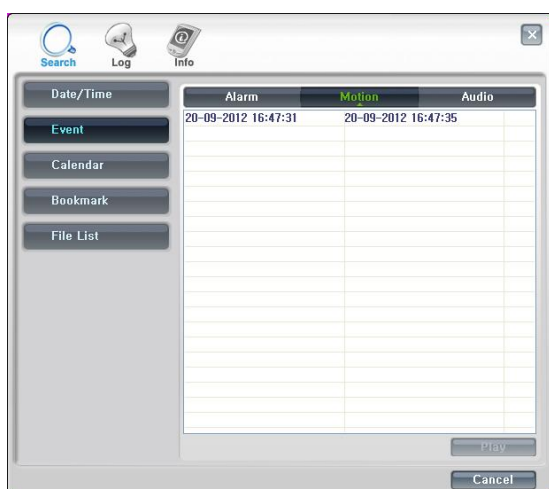 Search Log Info
Date/Time
Event
Calendar
Bookmark
File List
Alarm Motion Audio
20-09-2012 16:47:31 20-09-2012 16:47:35
Play
Cancel